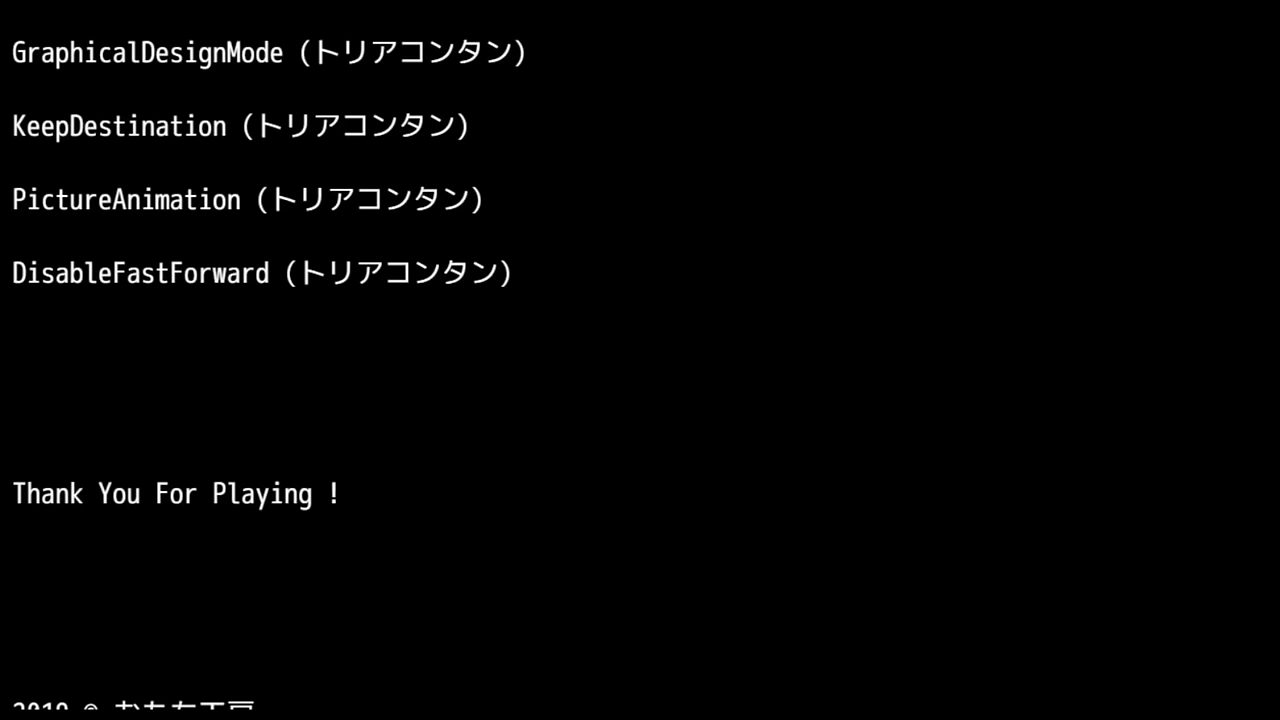 GraphicalDesignMode (トリアコンタン)
KeepDestination (トリアコンタン)
PictureAnimation (トリアコンタン)
DisableFastForward (トリアコンタン)
Thank You For Playing !